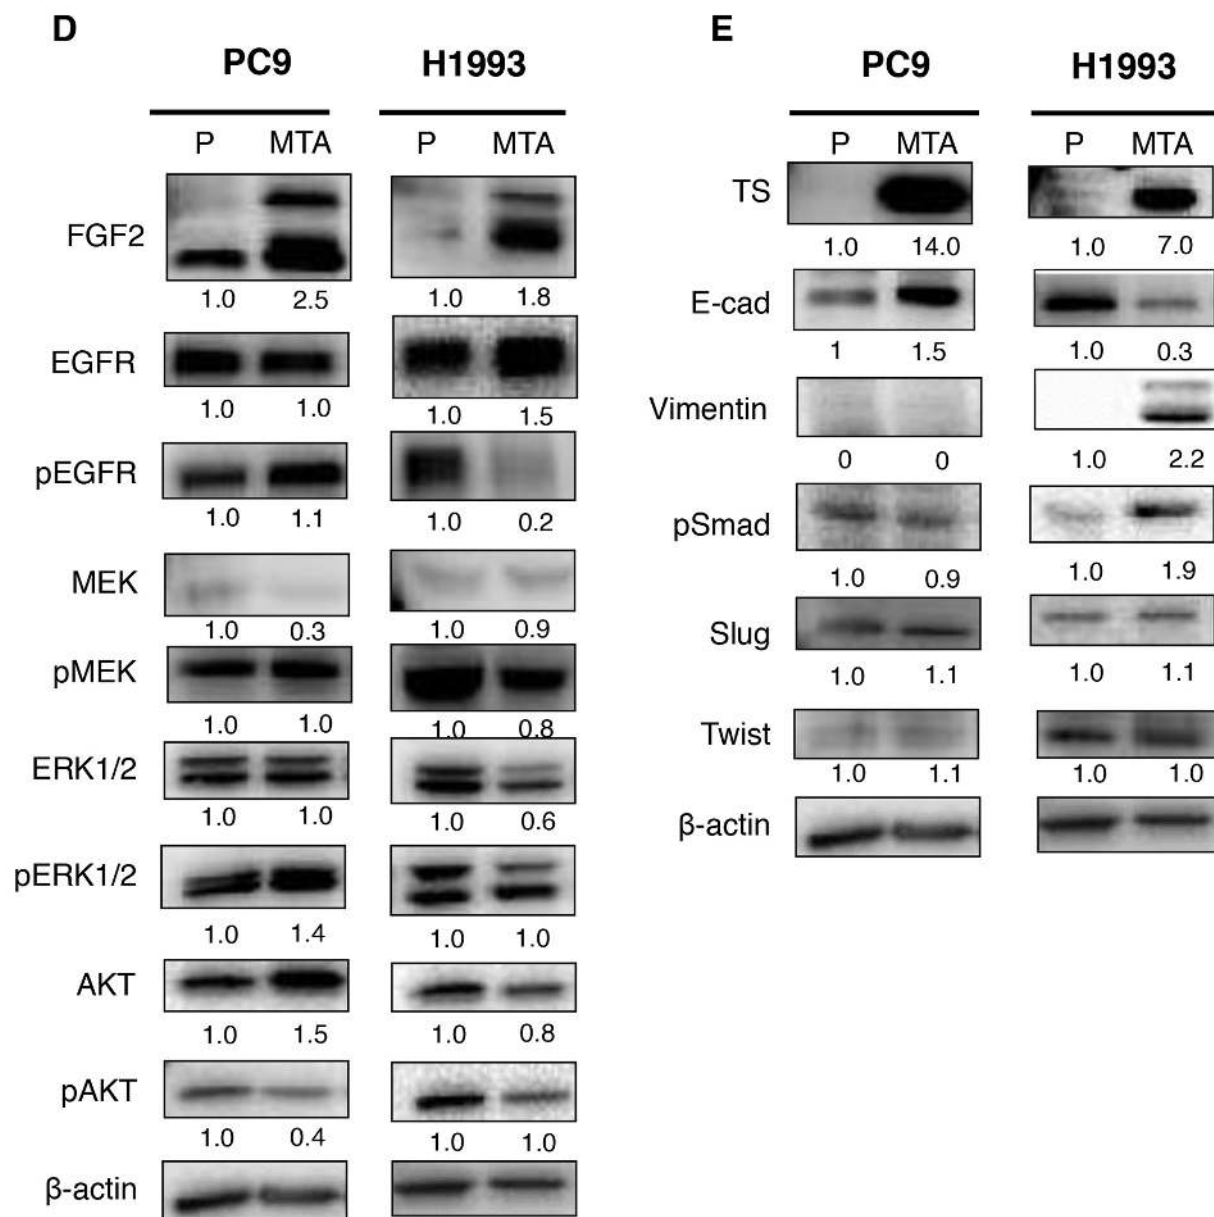 D
PC9 H1993
P MTA P MTA
FGF2
1.0 2.5 1.0 1.8
EGFR
1.0 1.0 1.0 1.5
pEGFR
1.0 1.1 1.0 0.2
MEK
1.0 0.3 1.0 0.9
pMEK
1.0 1.0 1.0 0.8
ERK1/2
1.0 1.0 1.0 0.6
pERK1/2
1.0 1.4 1.0 1.0
AKT
1.0 1.5 1.0 0.8
pAKT
1.0 0.4 1.0 1.0
β-actin
E
PC9 H1993
P MTA P MTA
TS
1.0 14.0 1.0 7.0
E-cad
1 1.5 1.0 0.3
Vimentin
0 0 1.0 2.2
pSmad
1.0 0.9 1.0 1.9
Slug
1.0 1.1 1.0 1.1
Twist
1.0 1.1 1.0 1.0
β-actin